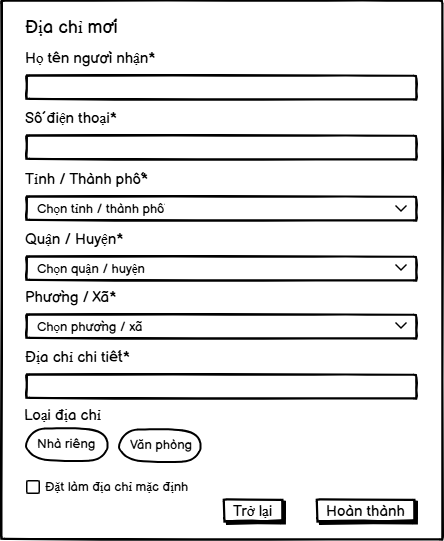 Địa chỉ mới
Họ tên người nhận*
Số điện thoại*
Tỉnh / Thành phố*
Chọn tỉnh / thành phố
Quận / Huyện*
Chọn quận / huyện
Phường / Xã*
Chọn phường / xã
Địa chỉ chi tiết*
Loại địa chỉ
Nhà riêng Văn phòng
Đặt làm địa chỉ mặc định
Trở lại Hoàn thành